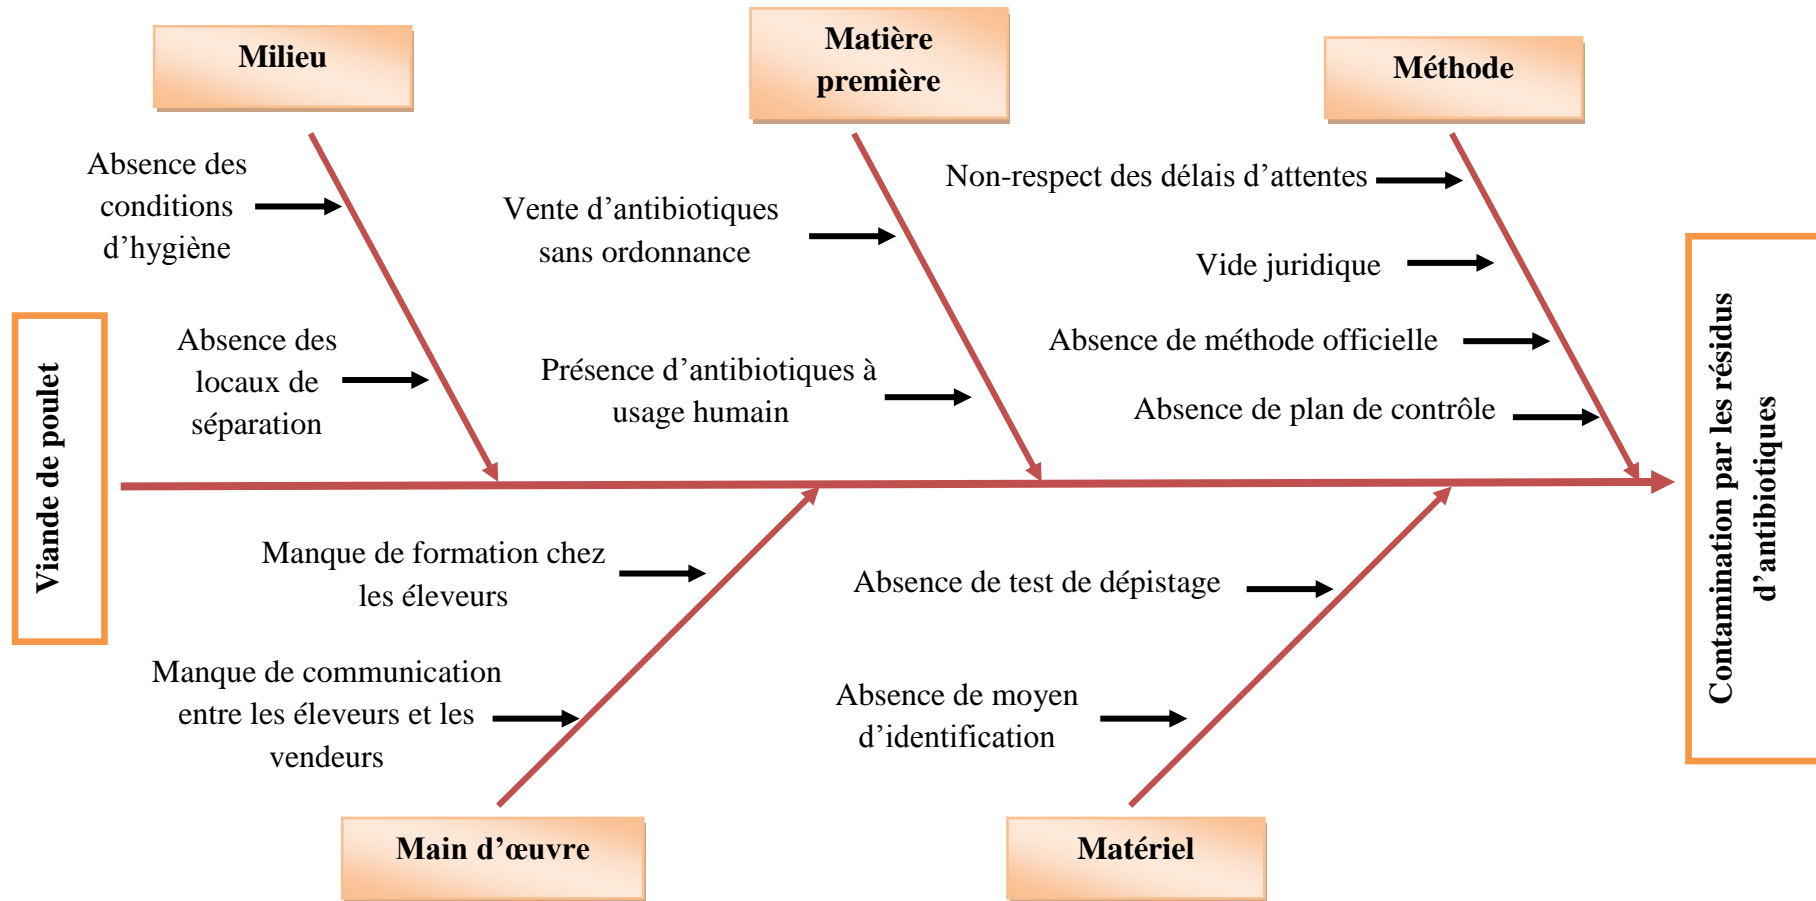 Milieu
Matière
première
Méthode
Absence des
conditions
d’hygiène
Absence des
locaux de
séparation
Vente d’antibiotiques
sans ordonnance
Présence d’antibiotiques à
usage humain
Non-respect des délais d’attentes
Vide juridique
Absence de méthode officielle
Absence de plan de contrôle
Viande de poulet
Contamination par les résidus
d’antibiotiques
Manque de formation chez
les éleveurs
Manque de communication
entre les éleveurs et les
vendeurs
Absence de test de dépistage
Absence de moyen
d’identification
Main d’œuvre
Matériel